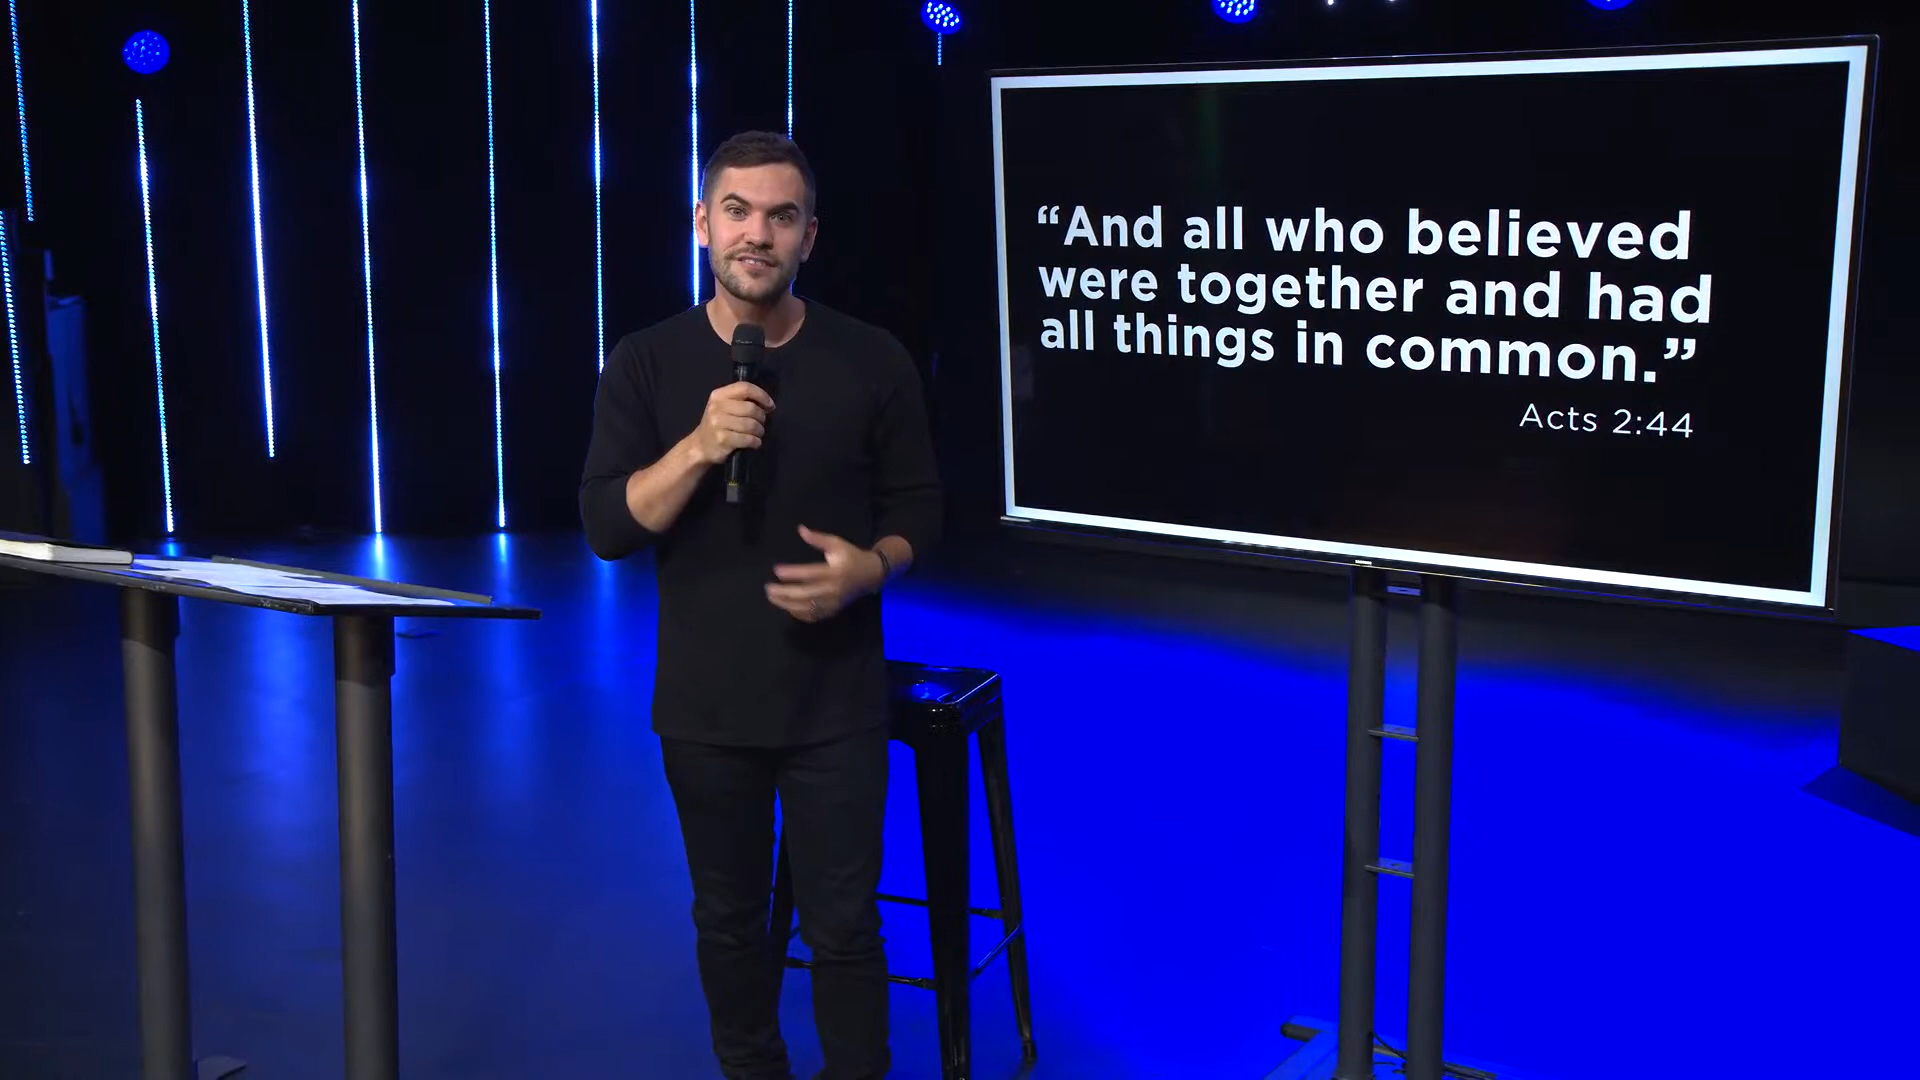 “And all who believed
were together and had
all things in common.”
Acts 2:44